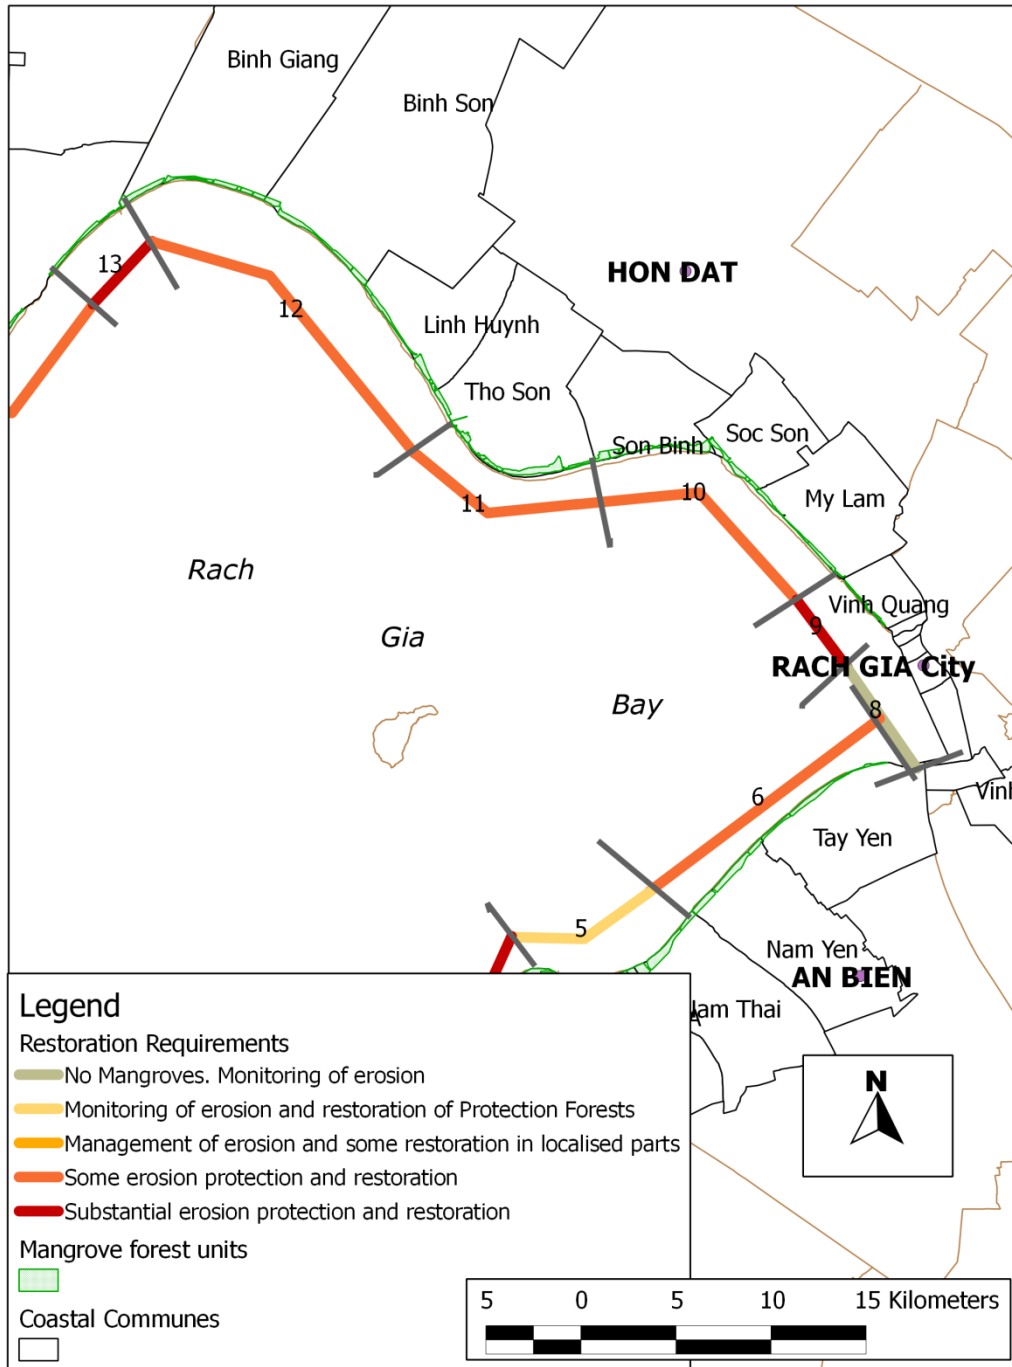 Binh Giang
Binh Son
HON DAT
13
12
Linh Huynh
Tho Son
Son Binh
Soc Son
My Lam
11
10
Rach
Gia
Bay
Vinh Quang
9
RACH GIA City
8
6
Vinh
Tay Yen
5
Nam Yen
AN BIEN
am Thai
A
N
Legend
Restoration Requirements
No Mangroves. Monitoring of erosion
Monitoring of erosion and restoration of Protection Forests
Management of erosion and some restoration in localised parts
Some erosion protection and restoration
Substantial erosion protection and restoration
Mangrove forest units
Coastal Communes
5 0 5 10 15 Kilometers